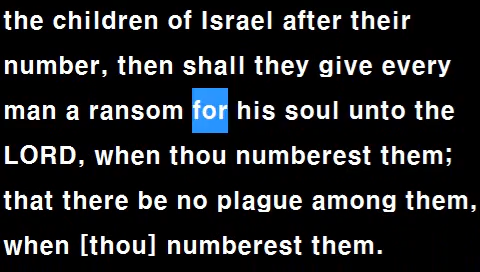 the children of Israel after their
number, then shall they give every
man a ransom for his soul unto the
LORD, when thou numberest them;
that there be no plague among them,
when [thou] numberest them.